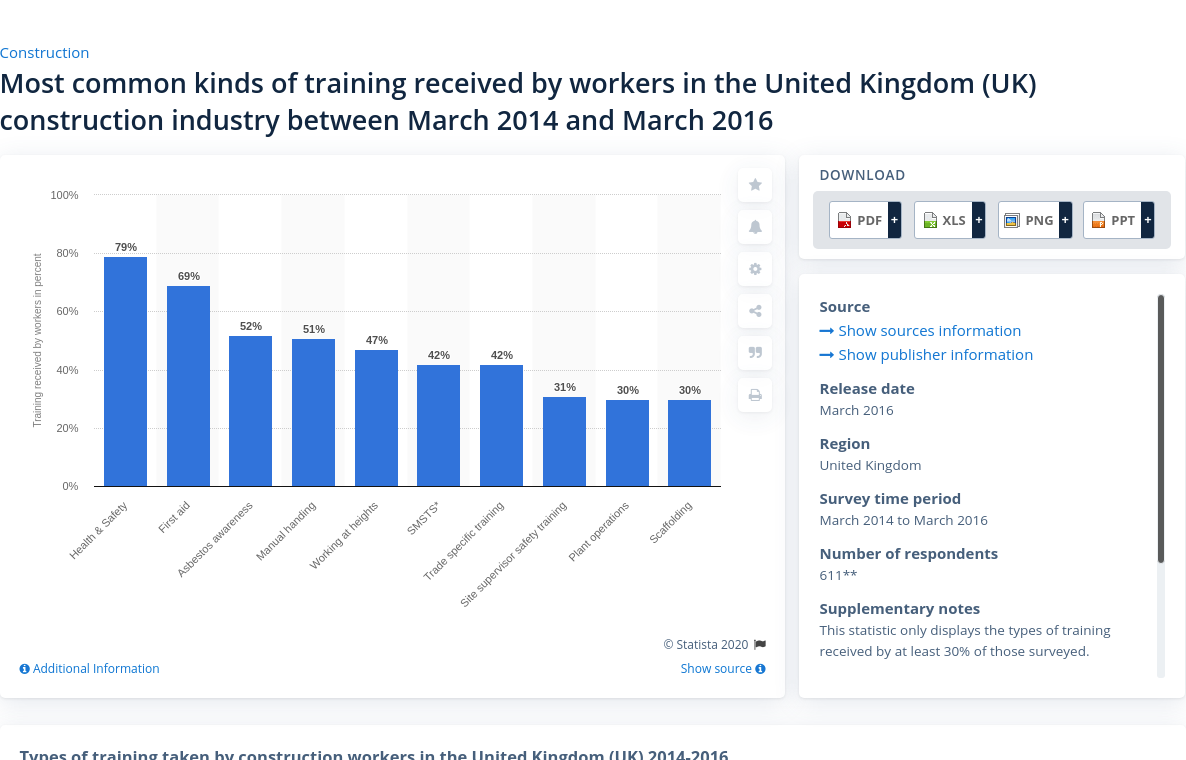 Construction
Most common kinds of training received by workers in the United Kingdom (UK)
construction industry between March 2014 and March 2016
Training received by workers in percent
100%
80%
60%
40%
20%
0%
79%
69%
52%
51%
47%
42%
42%
31%
30%
30%
Health & Safety
First aid
Asbestos awareness
Manual handing
Working at heights
SMSTS*
Trade specific training
Site supervisor safety training
Plant operations
Scaffolding
© Statista 2020
Additional Information
Show source
DOWNLOAD
PDF +
XLS +
PNG +
PPT +
Source
Show sources information
Show publisher information
Release date
March 2016
Region
United Kingdom
Survey time period
March 2014 to March 2016
Number of respondents
611**
Supplementary notes
This statistic only displays the types of training
received by at least 30% of those surveyed.
Types of training taken by construction workers in the United Kingdom (UK) 2014-2016